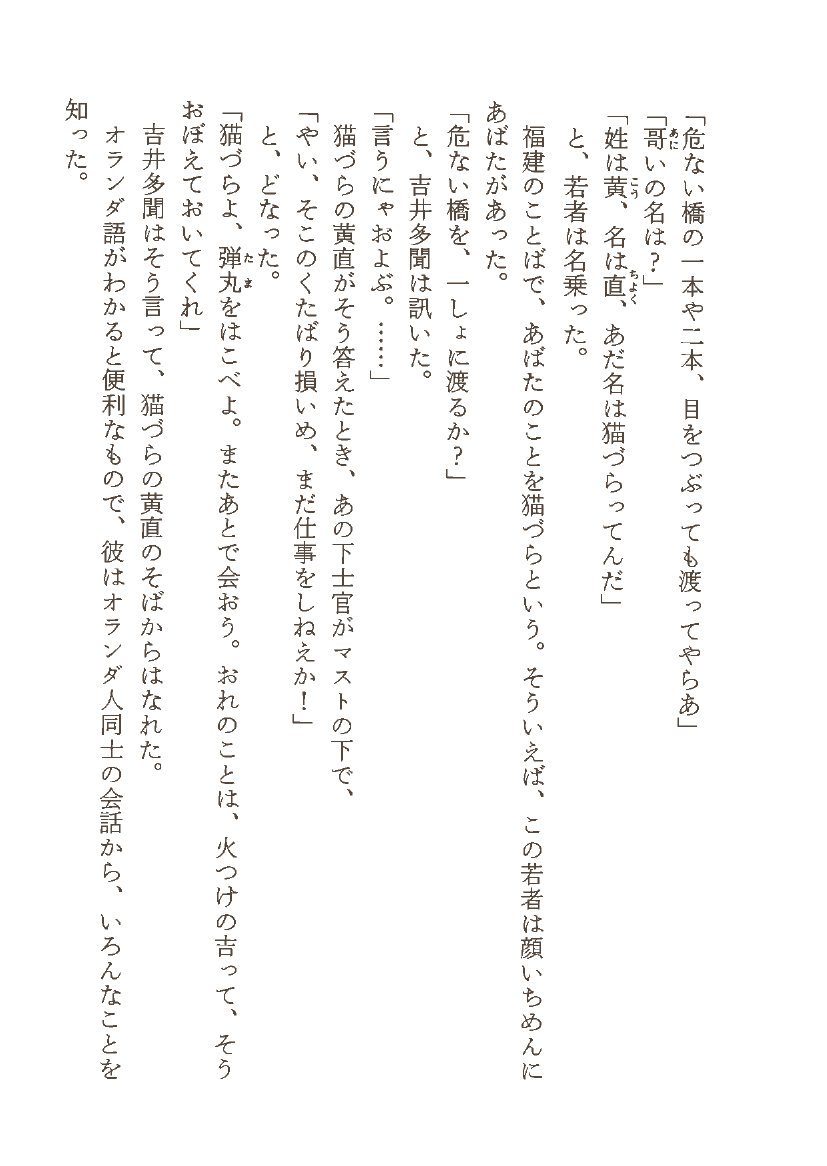 「危ない橋の一本や二本、目をつぶっても渡ってやらあ」
「哥いの名は?」
「姓は黄、名は直、あだ名は猫づらってんだ」
と、若者は名乗った。
福建のことばで、あばたのことを猫づらという。そういえば、この若者は顔いちめんに
あばたがあった。
「危ない橋を、一しょに渡るか?」
と、吉井多聞は訊いた。
「言うにゃおよぶ。……」
猫づらの黄直がそう答えたとき、あの下士官がマストの下で、
「やい、そこのくたばり損いめ、まだ仕事をしねえか!」
と、どなった。
「猫づらよ、弾丸をはこべよ。またあとで会おう。おれのことは、火つけの吉って、そう
おぼえておいてくれ」
吉井多聞はそう言って、猫づらの黄直のそばからはなれた。
オランダ語がわかると便利なもので、彼はオランダ人同士の会話から、いろんなことを
知った。